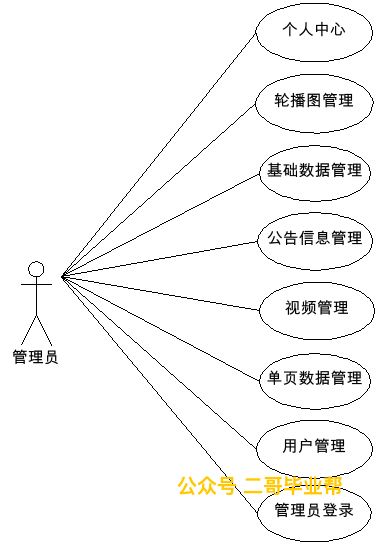 个人中心
轮播图管理
基础数据管理
公告信息管理
视频管理
管理员
单页数据管理
用户管理
公众号 二哥毕业帮
管理员登录